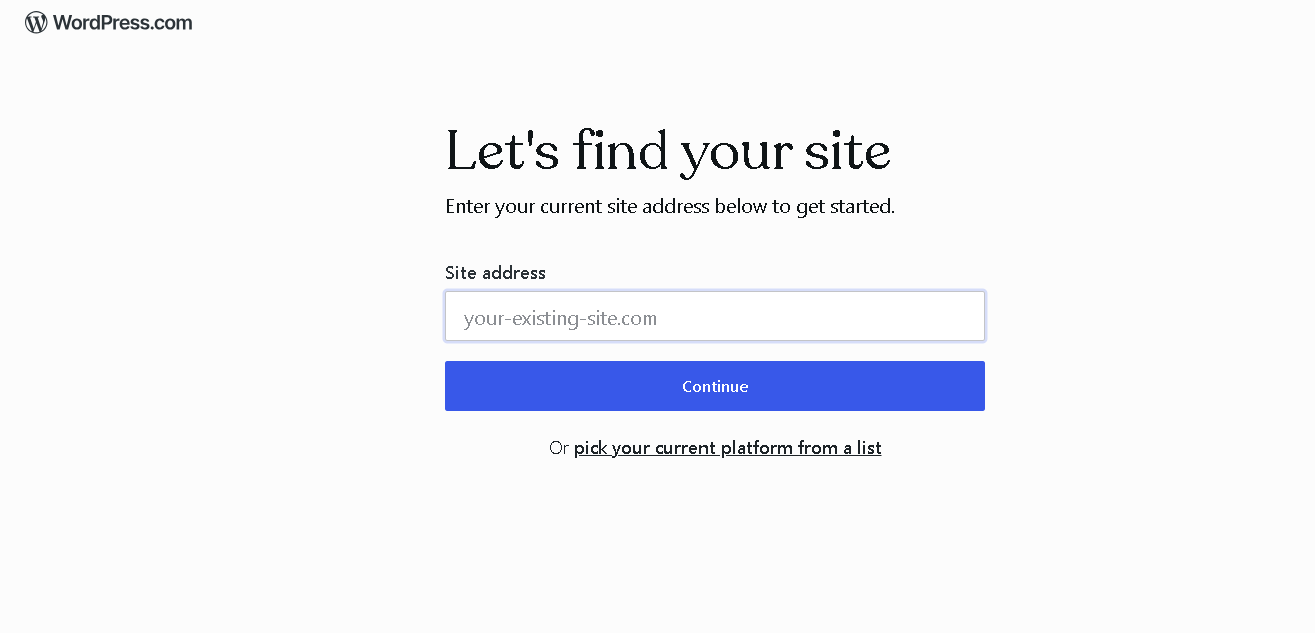 WordPress.com
Let's find your site
Enter your current site address below to get started.
Site address
your-existing-site.com
Continue
Or pick your current platform from a list